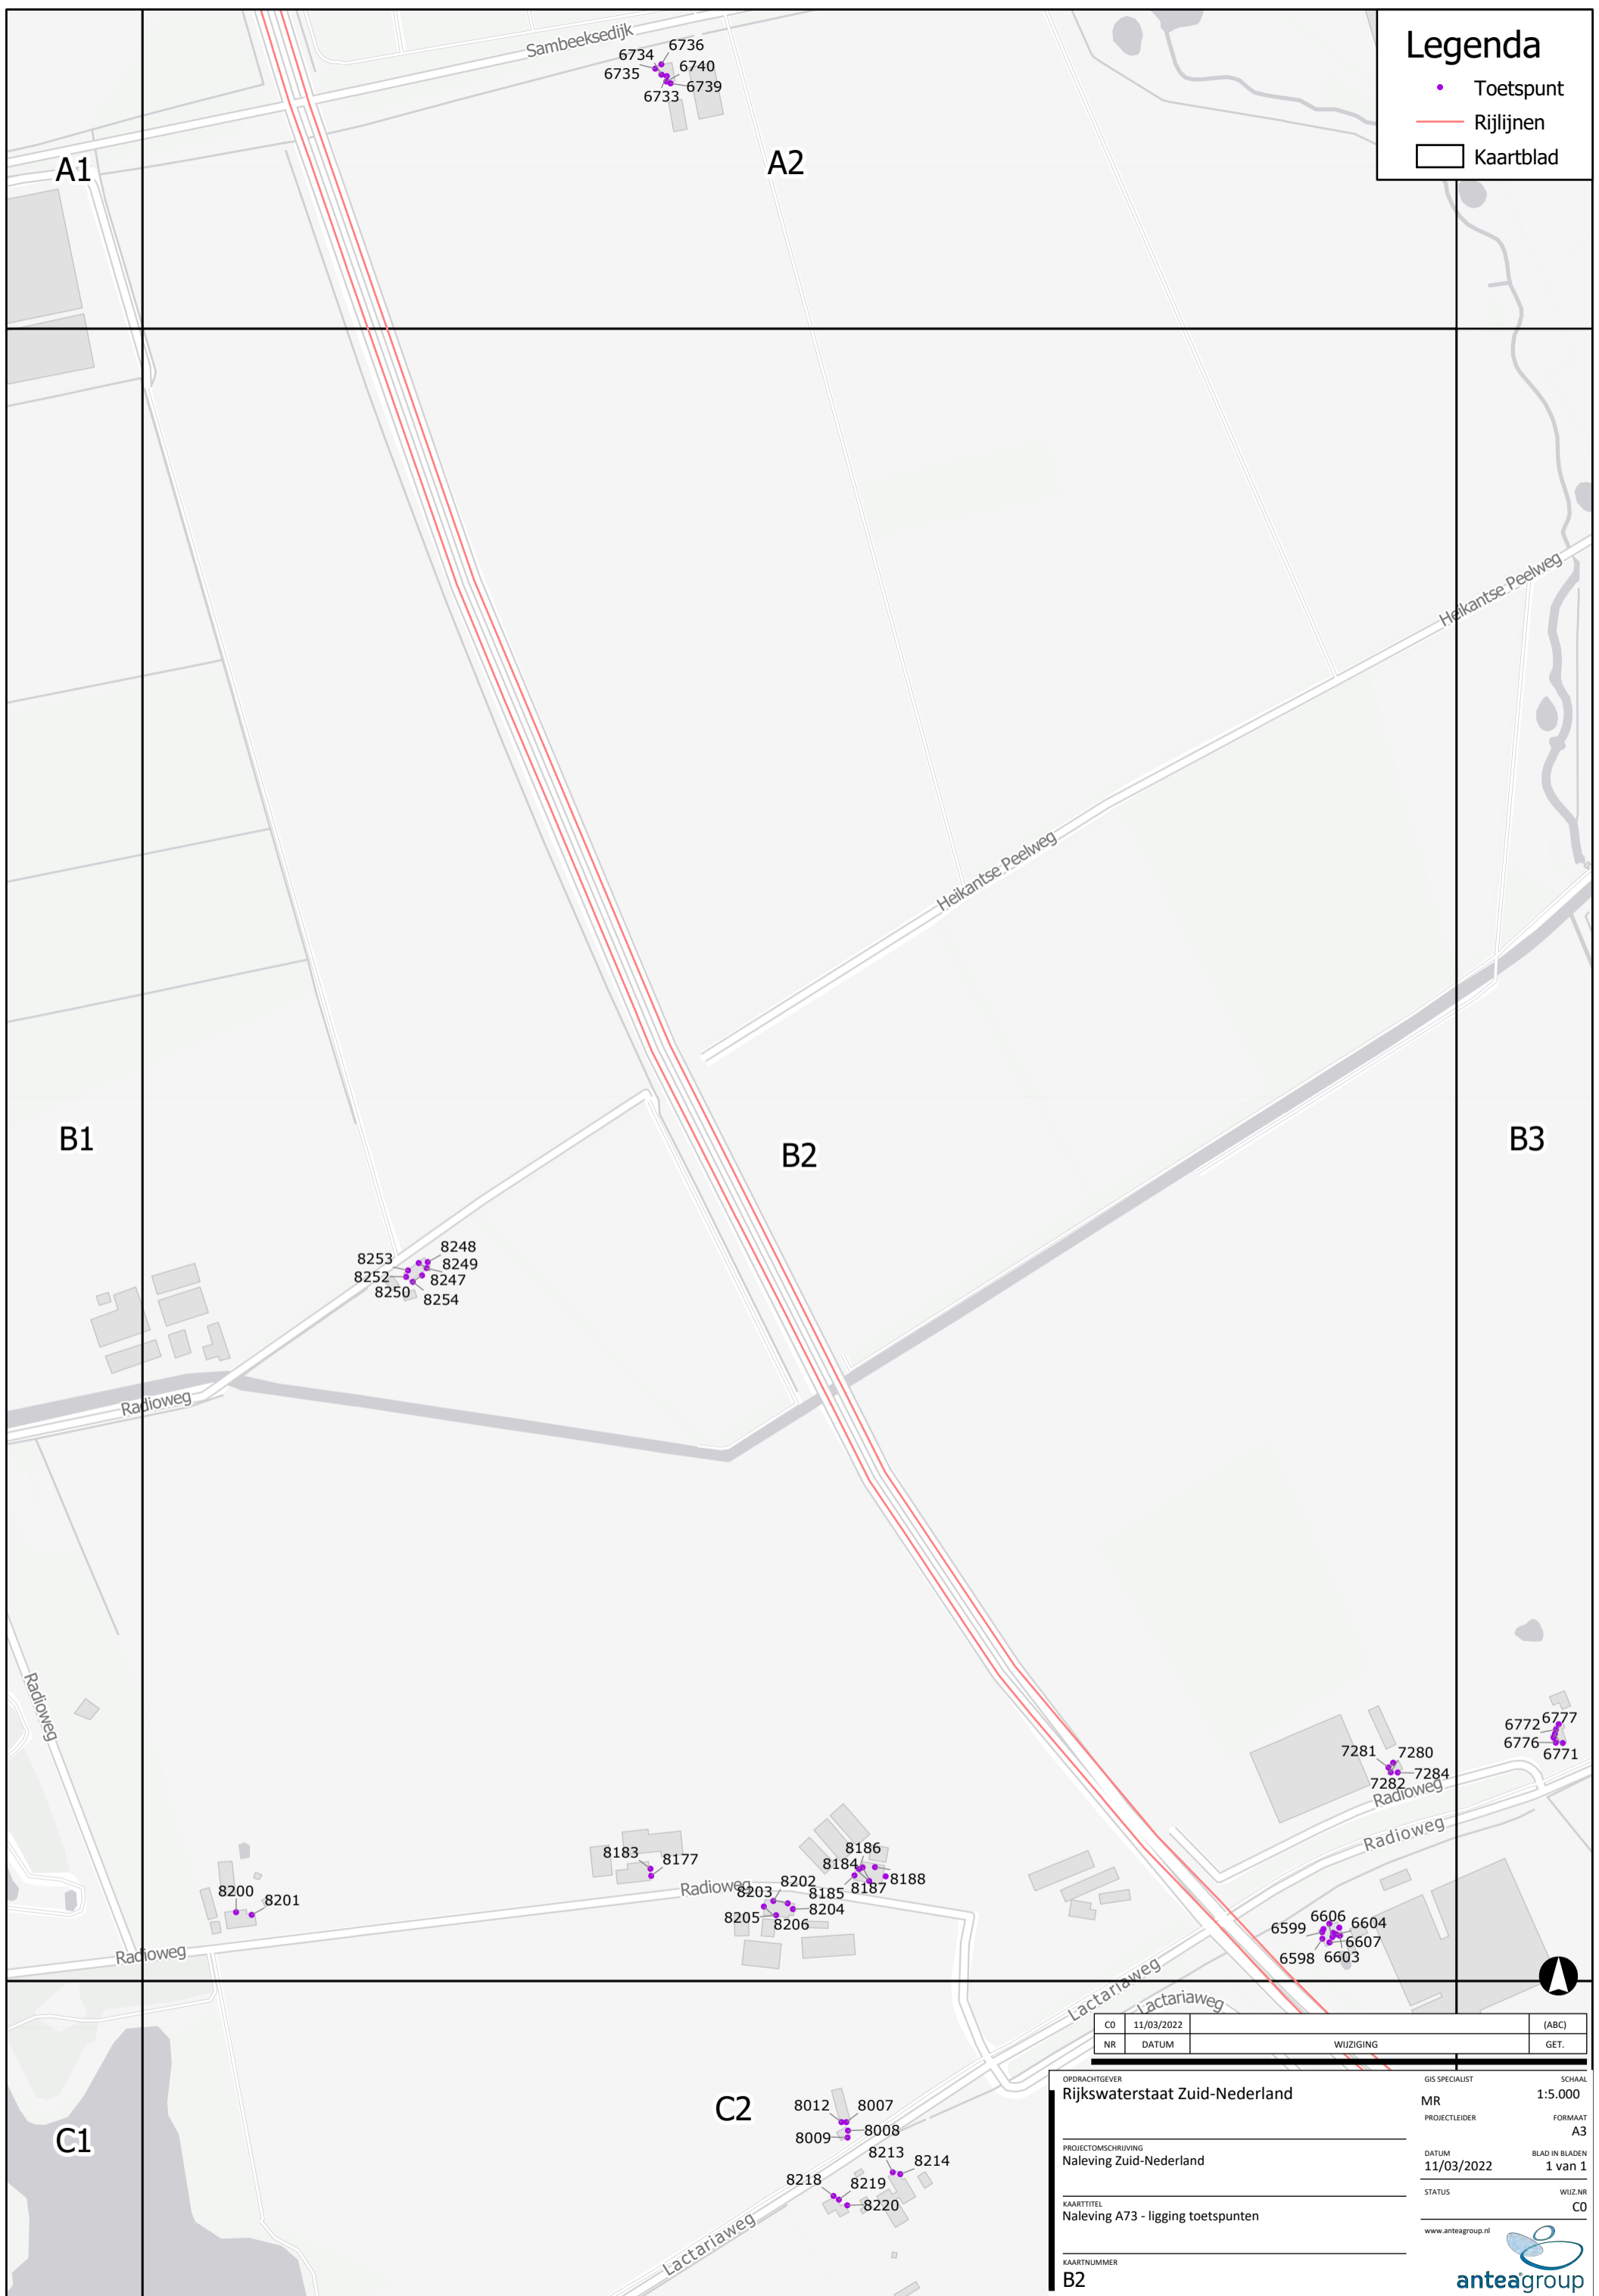 Legenda
Toetspunt
Rijlijnen
Kaartblad
Sambeeksedijk
6734
6736
6735
6740
6739
6733
A1
A2
Heikantse Peelweg
Heikantse Peelweg
B1
B2
B3
8253
8248
8249
8252
8247
8250
8254
Radioweg
Radioweg
6772
6777
6776
6771
7281
7280
7284
7282
Radioweg
Radioweg
8183
8177
8186
8184
8188
8187
Radioweg
8202
8203
8185
8204
8205
8206
8200
8201
Radioweg
6606
6599
6604
6607
6598
6603
Lactariaweg
Lactariaweg
C0
11/03/2022
(ABC)
NR
DATUM
WIJZIGING
GET.
C1
C2
8012
8007
8008
8009
8213
8214
8218
8219
8220
Lactariaweg
OPDRACHTGEVER
Rijkswaterstaat Zuid-Nederland
GIS SPECIALIST
MR
SCHAAL
1:5.000
PROJECTLEIDER
FORMAAT
A3
PROJECTOMSCHRIJVING
Naleving Zuid-Nederland
DATUM
11/03/2022
BLAD IN BLADEN
1 van 1
STATUS
WIJZ.NR
C0
KAARTTITEL
Naleving A73 - ligging toetspunten
www.anteagroup.nl
KAARTNUMMER
B2
anteagroup